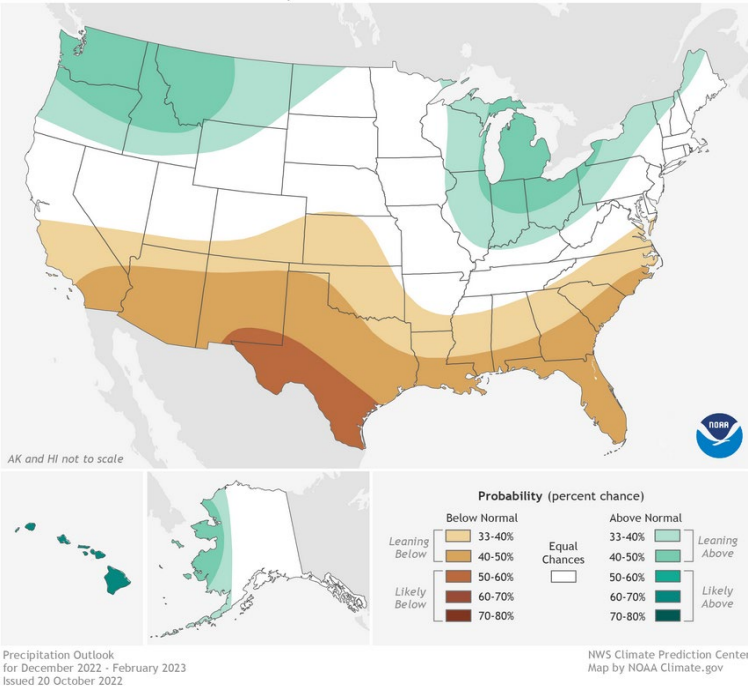 NOAA
AK and HI not to scale
Probability (percent chance)
Below Normal
Above Normal
Equal
Chances
Leaning
Below
33-40%
40-50%
Likely
Below
50-60%
60-70%
70-80%
33-40%
40-50%
Leaning
Above
50-60%
60-70%
70-80%
Likely
Above
Precipitation Outlook
for December 2022 - February 2023
Issued 20 October 2022
NWS Climate Prediction Center
Map by NOAA Climate.gov